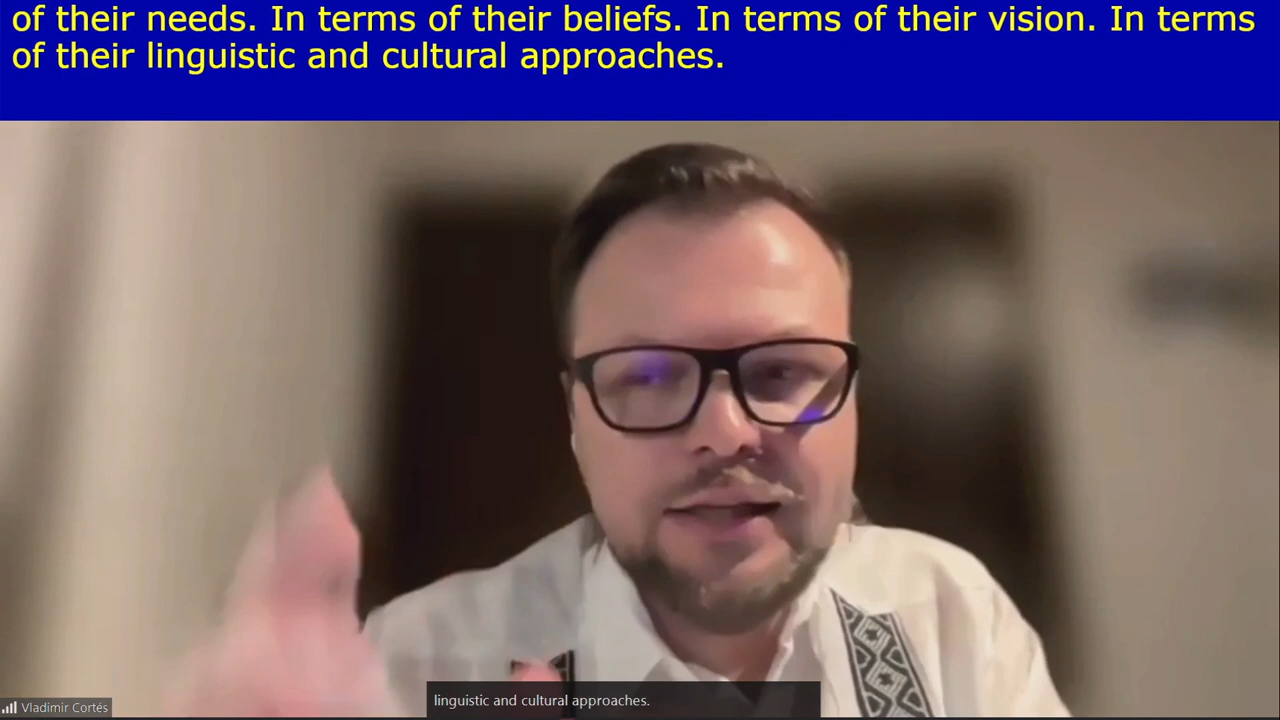 of their needs. In terms of their beliefs. In terms of their vision. In terms
of their linguistic and cultural approaches.
linguistic and cultural approaches.
Vladimir Cortés